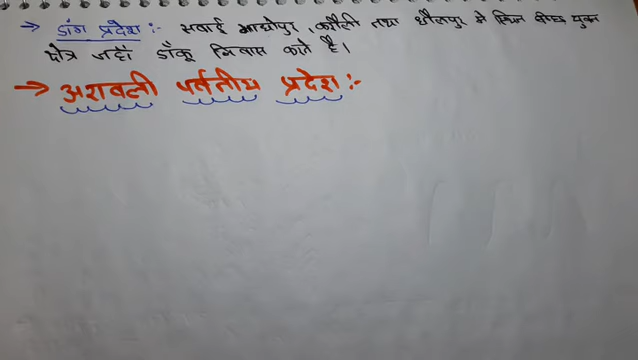 → डांग प्रदेश :- सवाई माधोपुर, करौली तथा धौलपुर मे स्थित बीहड़ युक्त
क्षेत्र जहाँ डाँकू निवास करते है।
→ अरावली पर्वतीय प्रदेश :-